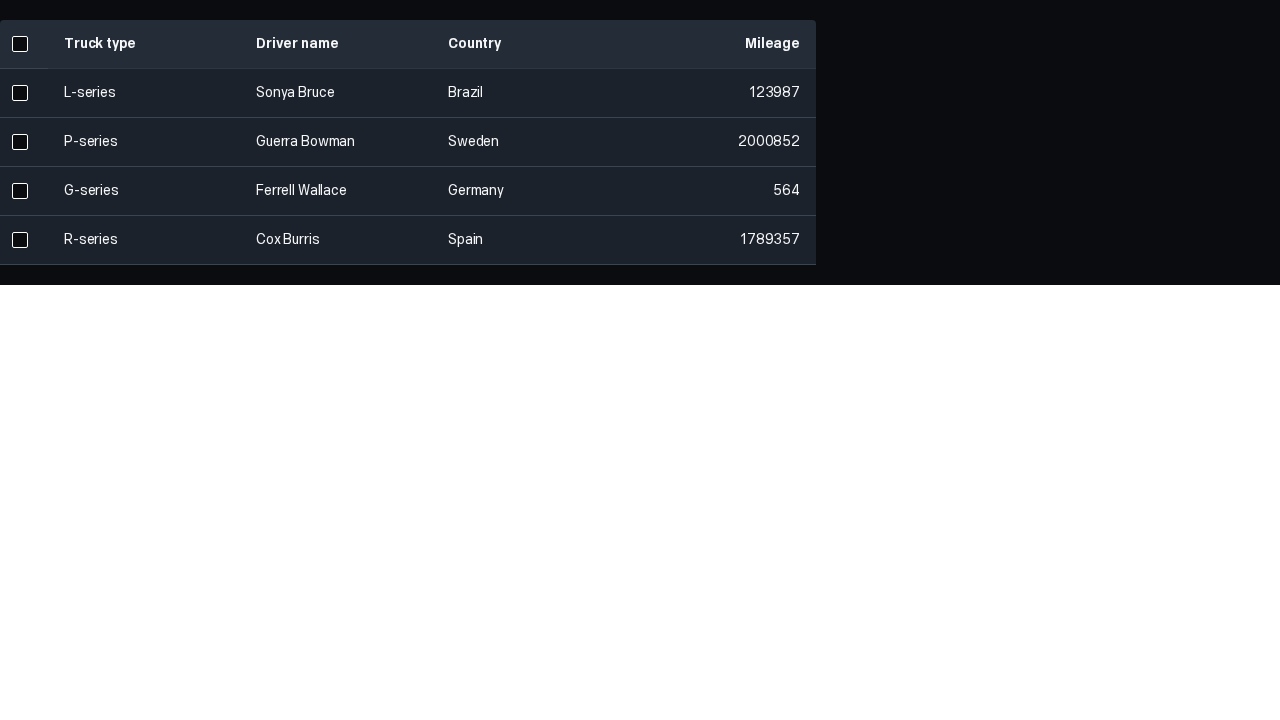 Truck type Driver name Country Mileage
L-series Sonya Bruce Brazil 123987
P-series Guerra Bowman Sweden 2000852
G-series Ferrell Wallace Germany 564
R-series Cox Burris Spain 1789357